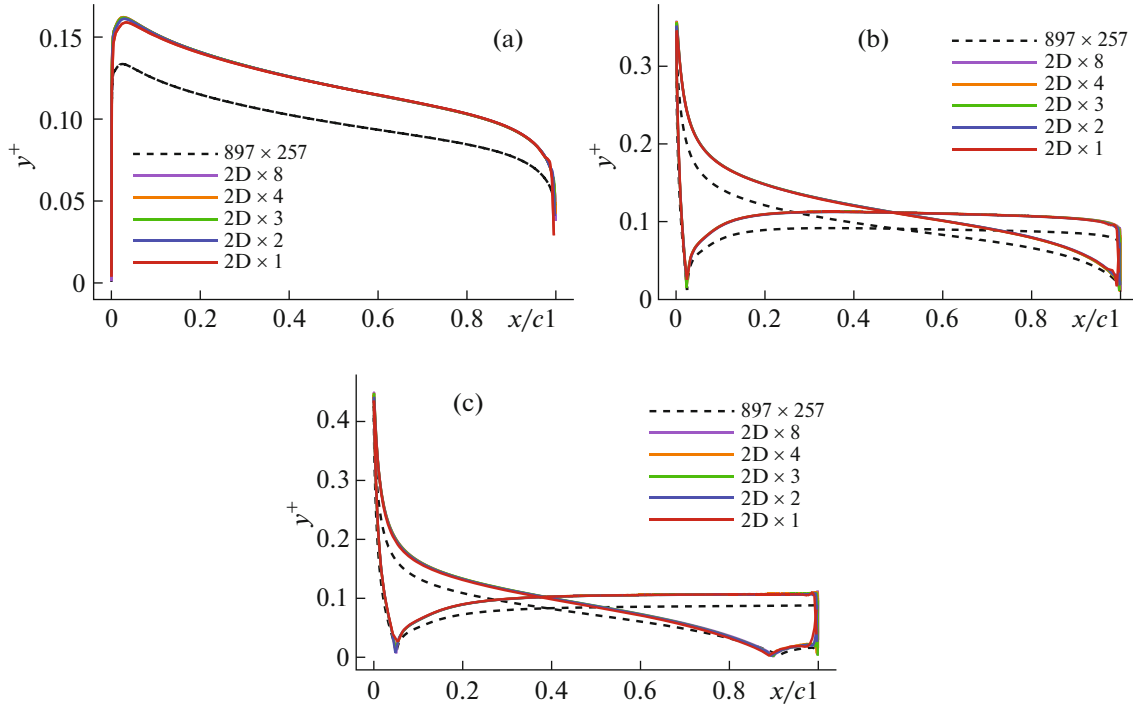 0.15
(a)
0.10
y+
897 × 257
2D × 8
0.05
2D × 4
2D × 3
2D × 2
2D × 1
0
0 0.2 0.4 0.6 0.8 x/c1
(b)
897 × 257
0.3
2D × 8
2D × 4
2D × 3
y+
0.2
2D × 2
2D × 1
0.1
0
0 0.2 0.4 0.6 0.8 x/c1
(c)
897 × 257
0.4
2D × 8
2D × 4
0.3
2D × 3
2D × 2
y+
2D × 1
0.2
0.1
0
0 0.2 0.4 0.6 0.8 x/c1